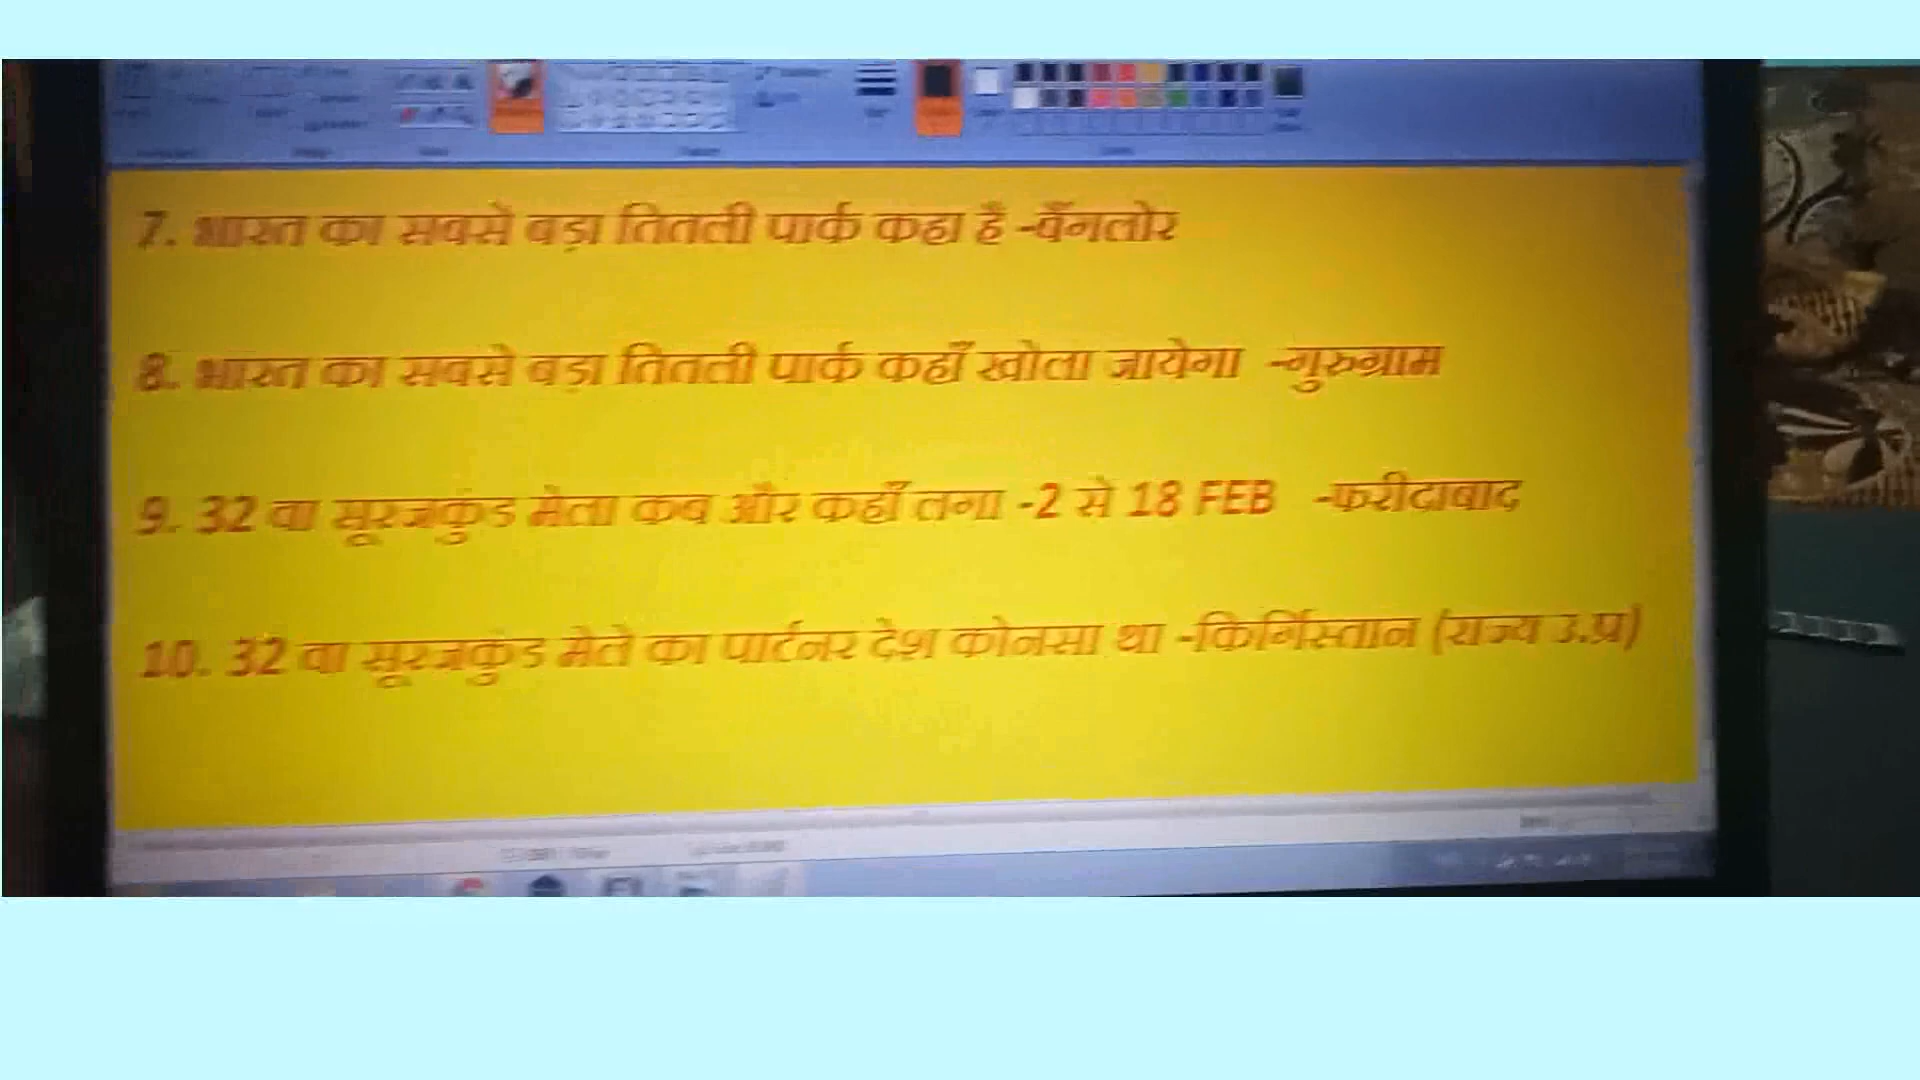 7. भारत का सबसे बड़ा तितली पार्क कहा है -बैंगलोर
8. भारत का सबसे बडा तितली पार्क कहाँ खोला जायेगा -गुरुग्राम
9. 32 वा सूरजकुंड मेला कब और कहाँ लगा -2 से 18 FEB -फरीदाबाद
10. 32 वा सूरजकुंड मेले का पार्टनर देश कोनसा था -किर्गिस्तान (राज्य उ.प्र)